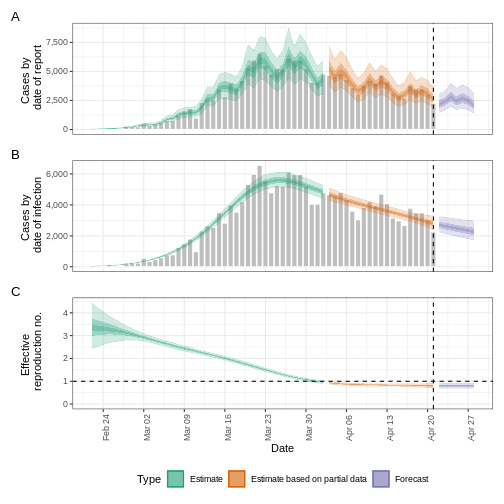 A
Cases by
date of report
7,500
5,000
2,500
0
B
Cases by
date of infection
6,000
4,000
2,000
0
C
Effective
reproduction no.
4
3
2
1
0
Feb 24
Mar 02
Mar 09
Mar 16
Mar 23
Mar 30
Apr 06
Apr 13
Apr 20
Apr 27
Date
Type Estimate Estimate based on partial data Forecast